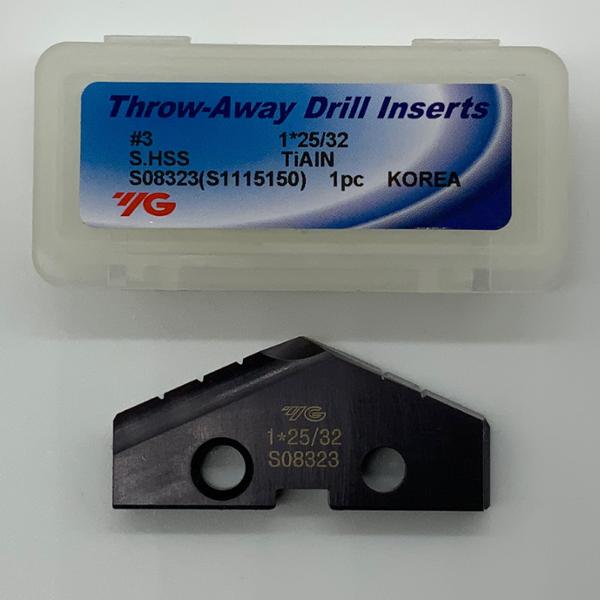 Throw-Away Drill Inserts
#3 1*25/32
S.HSS TiAlN
S08323(S1115150) 1pc KOREA
YG
YG
1*25/32
S08323